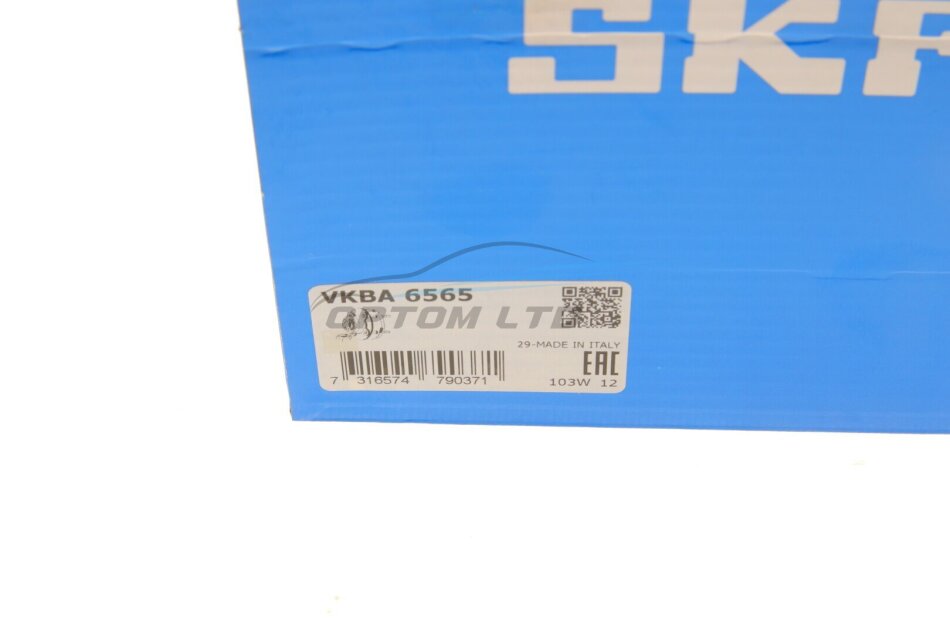 SKF
VKBA 6565
OPTOM LTD
29-MADE IN ITALY
EAC
7 316574 790371
103W 12